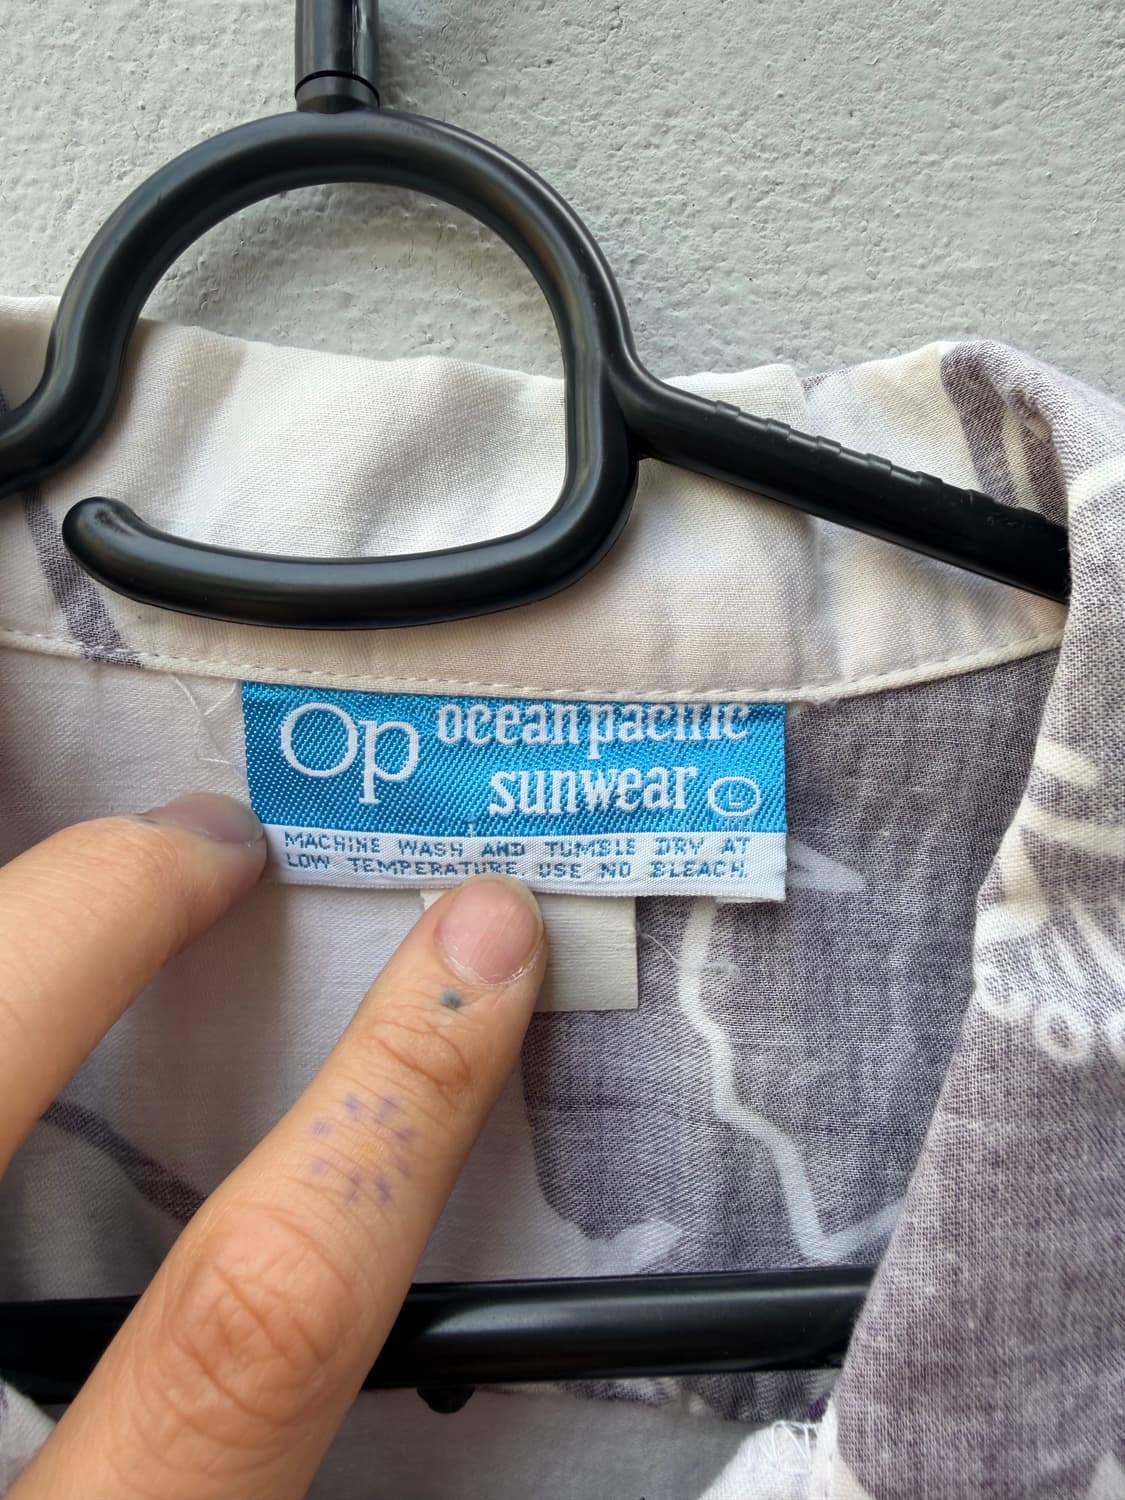 Op ocean pacific
sunwear L
MACHINE WASH AND TUMBLE DRY AT
LOW TEMPERATURE. USE NO BLEACH.